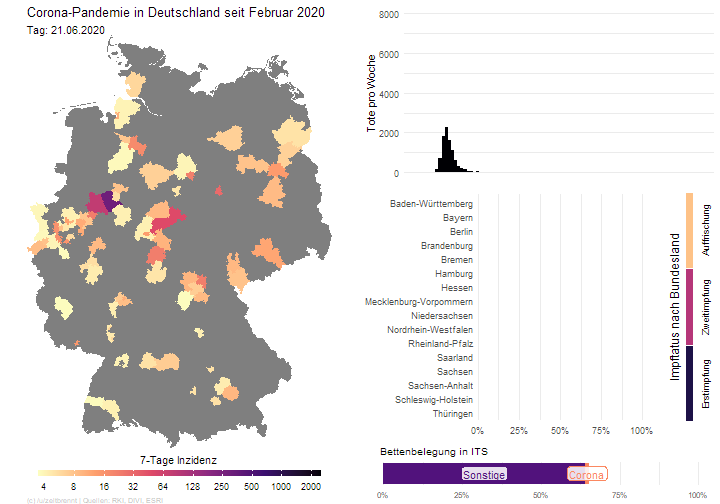 Corona-Pandemie in Deutschland seit Februar 2020
Tag: 21.06.2020
7-Tage Inzidenz
4 8 16 32 64 125 250 500 1000 2000
(c) /u/zeitbrennt | Quellen: RKI, DIVI, ESRI
Tote pro Woche
8000
6000
4000
2000
0
Baden-Württemberg
Bayern
Berlin
Brandenburg
Bremen
Hamburg
Hessen
Mecklenburg-Vorpommern
Niedersachsen
Nordrhein-Westfalen
Rheinland-Pfalz
Saarland
Sachsen
Sachsen-Anhalt
Schleswig-Holstein
Thüringen
0% 25% 50% 75% 100%
Impfstatus nach Bundesland
Auffrischung
Zweitimpfung
Erstimpfung
Bettenbelegung in ITS
Sonstige
Corona
0% 25% 50% 75% 100%